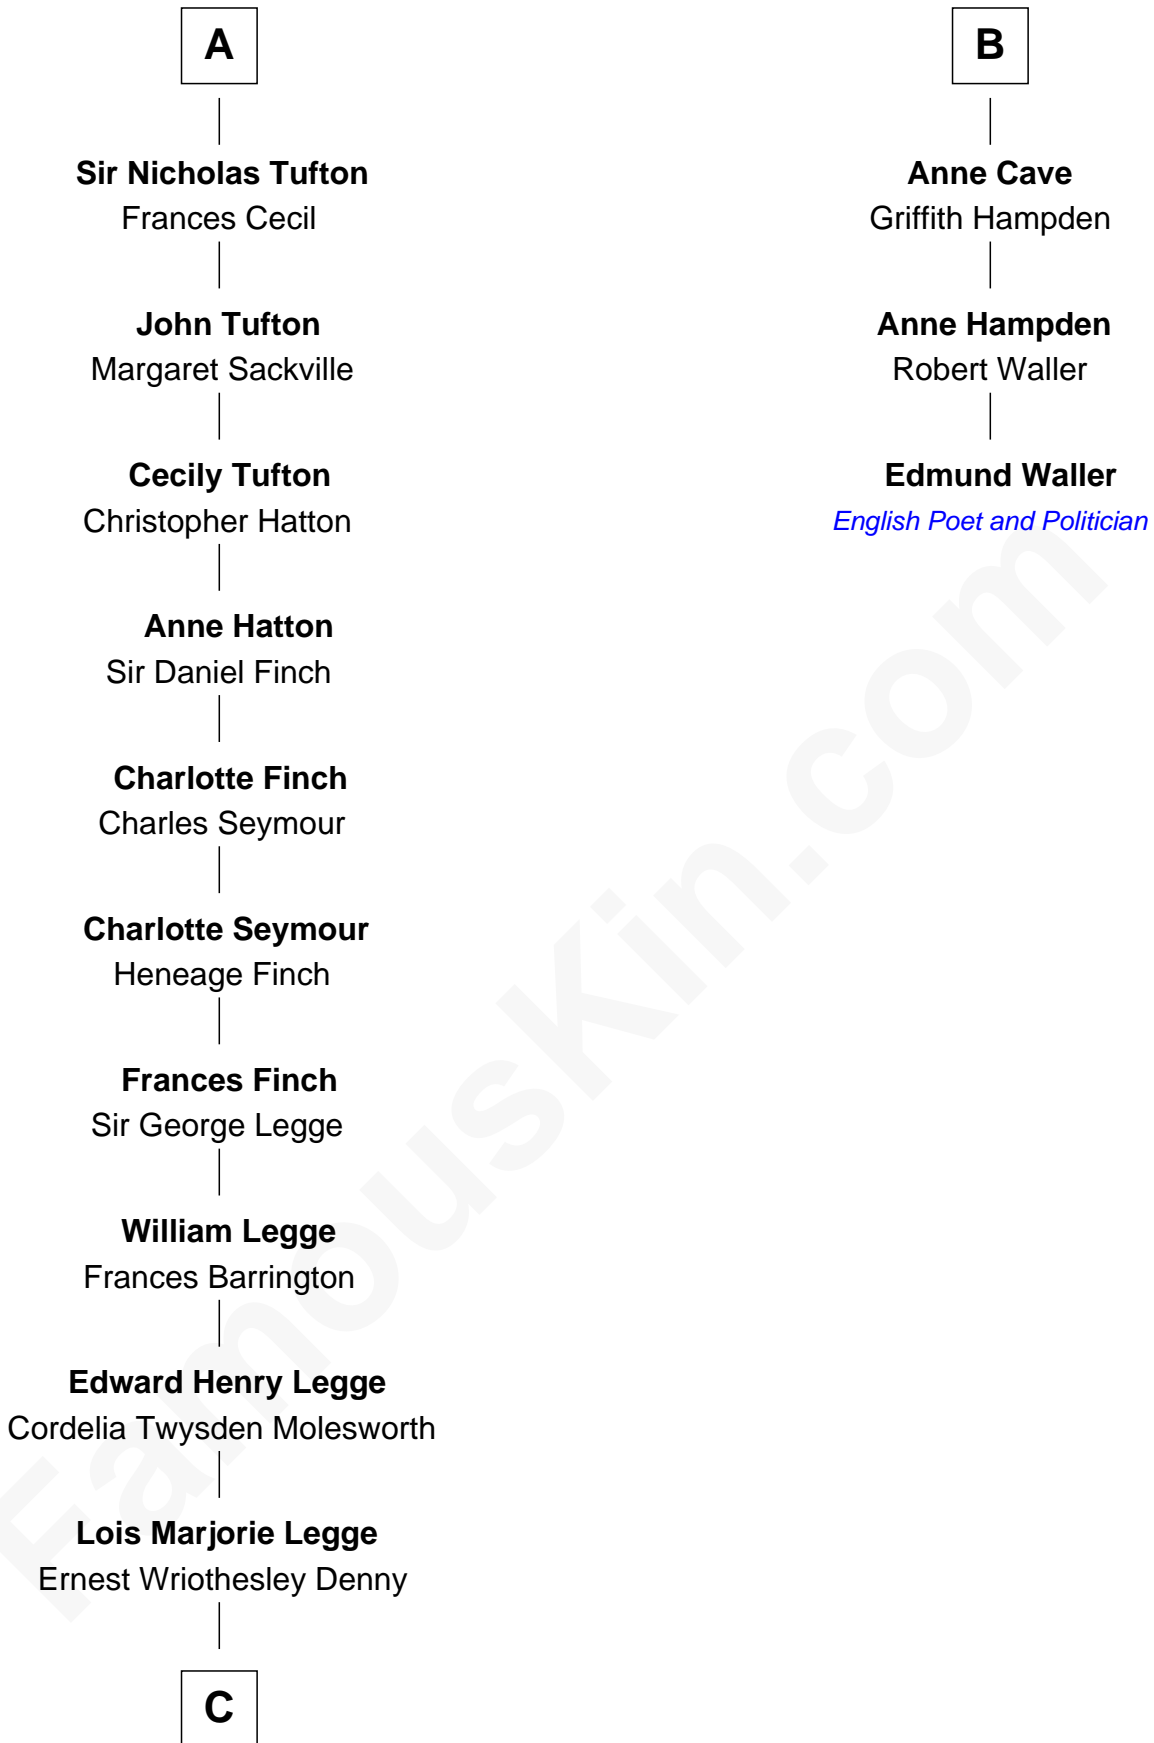 A
Sir Nicholas Tufton
Frances Cecil
John Tufton
Margaret Sackville
Cecily Tufton
Christopher Hatton
Anne Hatton
Sir Daniel Finch
Charlotte Finch
Charles Seymour
Charlotte Seymour
Heneage Finch
Frances Finch
Sir George Legge
William Legge
Frances Barrington
Edward Henry Legge
Cordelia Twysden Molesworth
Lois Marjorie Legge
Ernest Wriothesley Denny
C
B
Anne Cave
Griffith Hampden
Anne Hampden
Robert Waller
Edmund Waller
English Poet and Politician
FamousKin.com